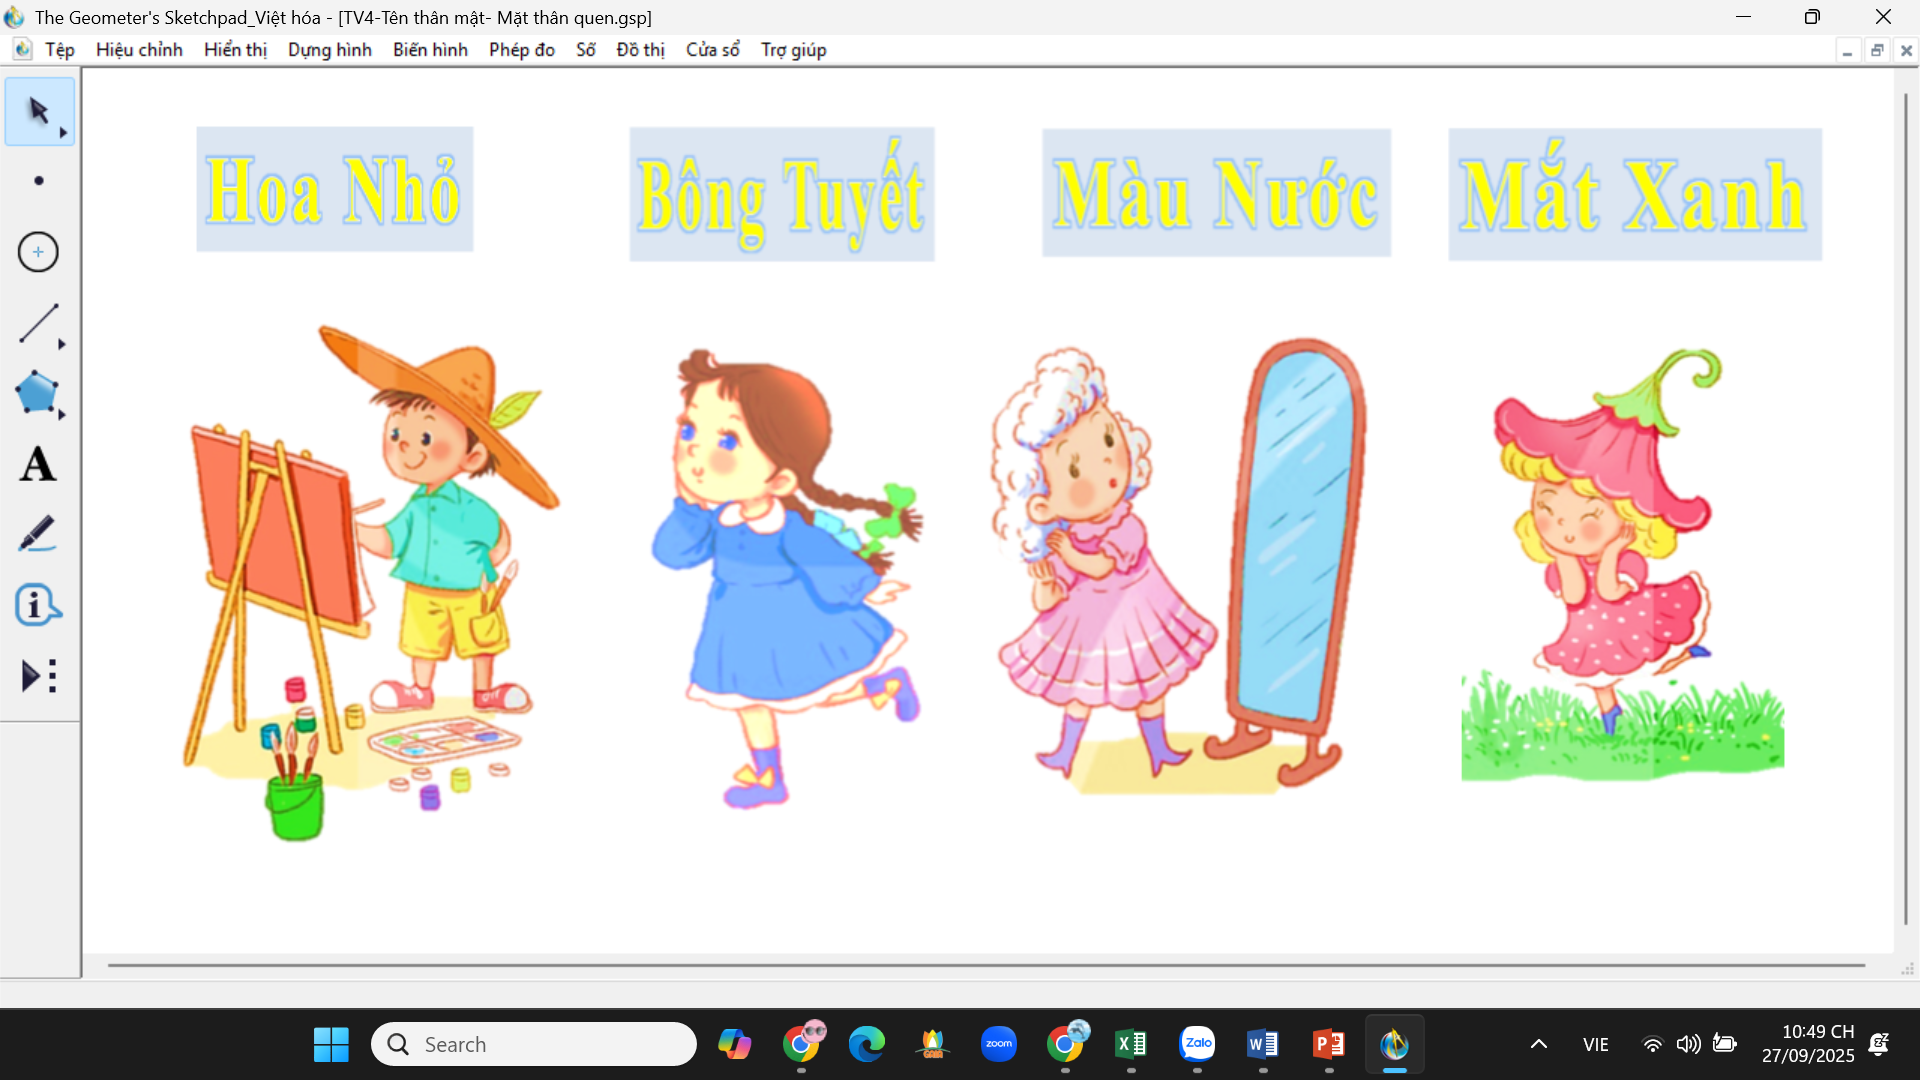 The Geometer's Sketchpad_Việt hóa - [TV4-Tên thân mật- Mặt thân quen.gsp]
Tệp Hiệu chỉnh Hiển thị Dựng hình Biến hình Phép đo Số Đồ thị Cửa sổ Trợ giúp
Hoa Nhỏ Bông Tuyết Màu Nước Mắt Xanh
A
Search
zoom
Zalo
VIE
10:49 CH
27/09/2025